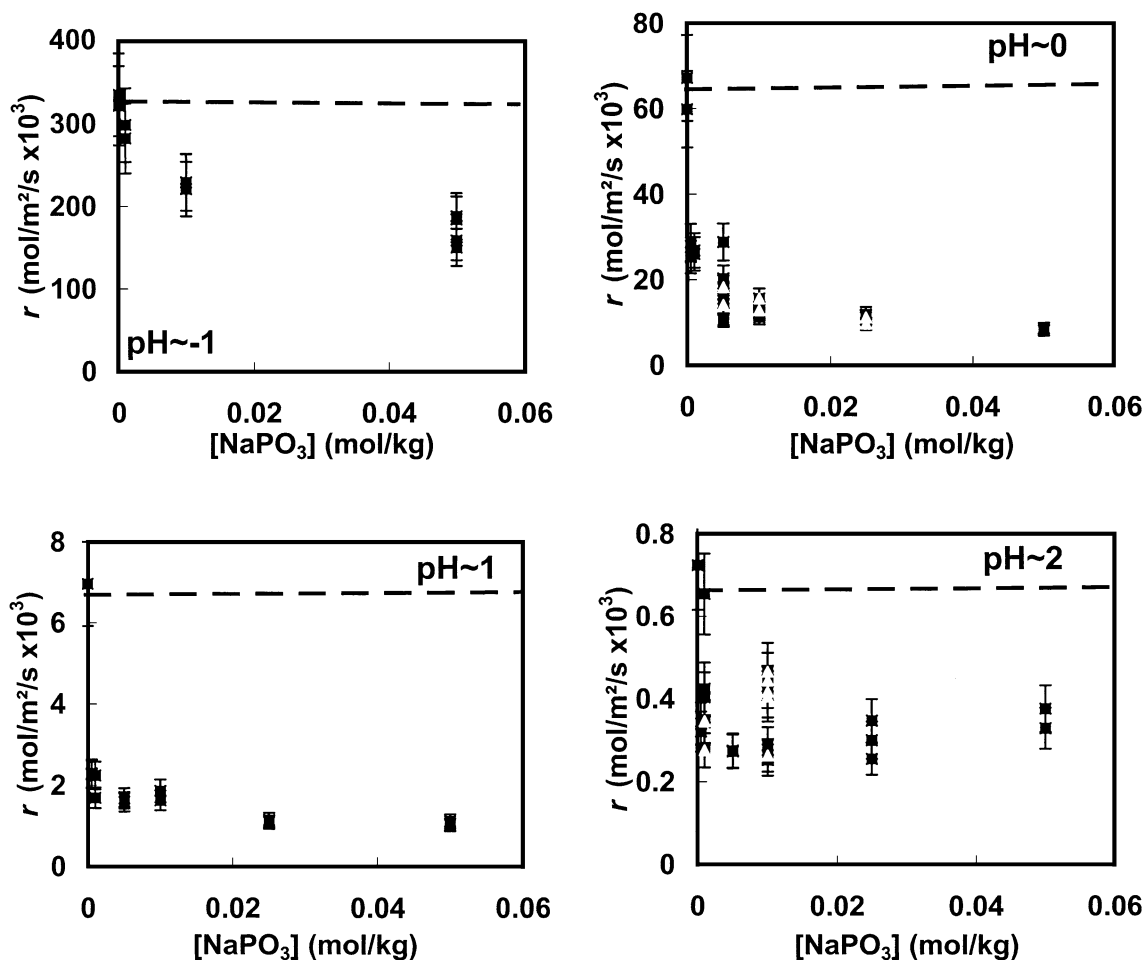 400
300
200
100
0
r (mol/m²/s x10³)
pH~-1
0 0.02 0.04 0.06
[NaPO₃] (mol/kg)
80
60
40
20
0
r (mol/m²/s x10³)
pH~0
0 0.02 0.04 0.06
[NaPO₃] (mol/kg)
8
6
4
2
0
r (mol/m²/s x10³)
pH~1
0 0.02 0.04 0.06
[NaPO₃] (mol/kg)
0.8
0.6
0.4
0.2
0
r (mol/m²/s x10³)
pH~2
0 0.02 0.04 0.06
[NaPO₃] (mol/kg)